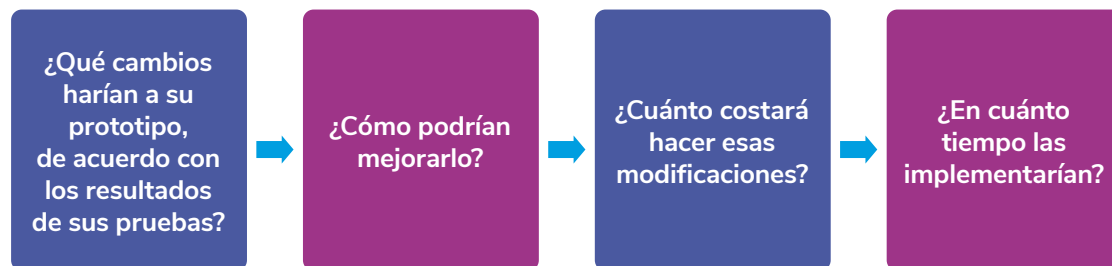 ¿Qué cambios
harían a su
prototipo,
de acuerdo con
los resultados
de sus pruebas?
¿Cómo podrían
mejorarlo?
¿Cuánto costará
hacer esas
modificaciones?
¿En cuánto
tiempo las
implementarían?